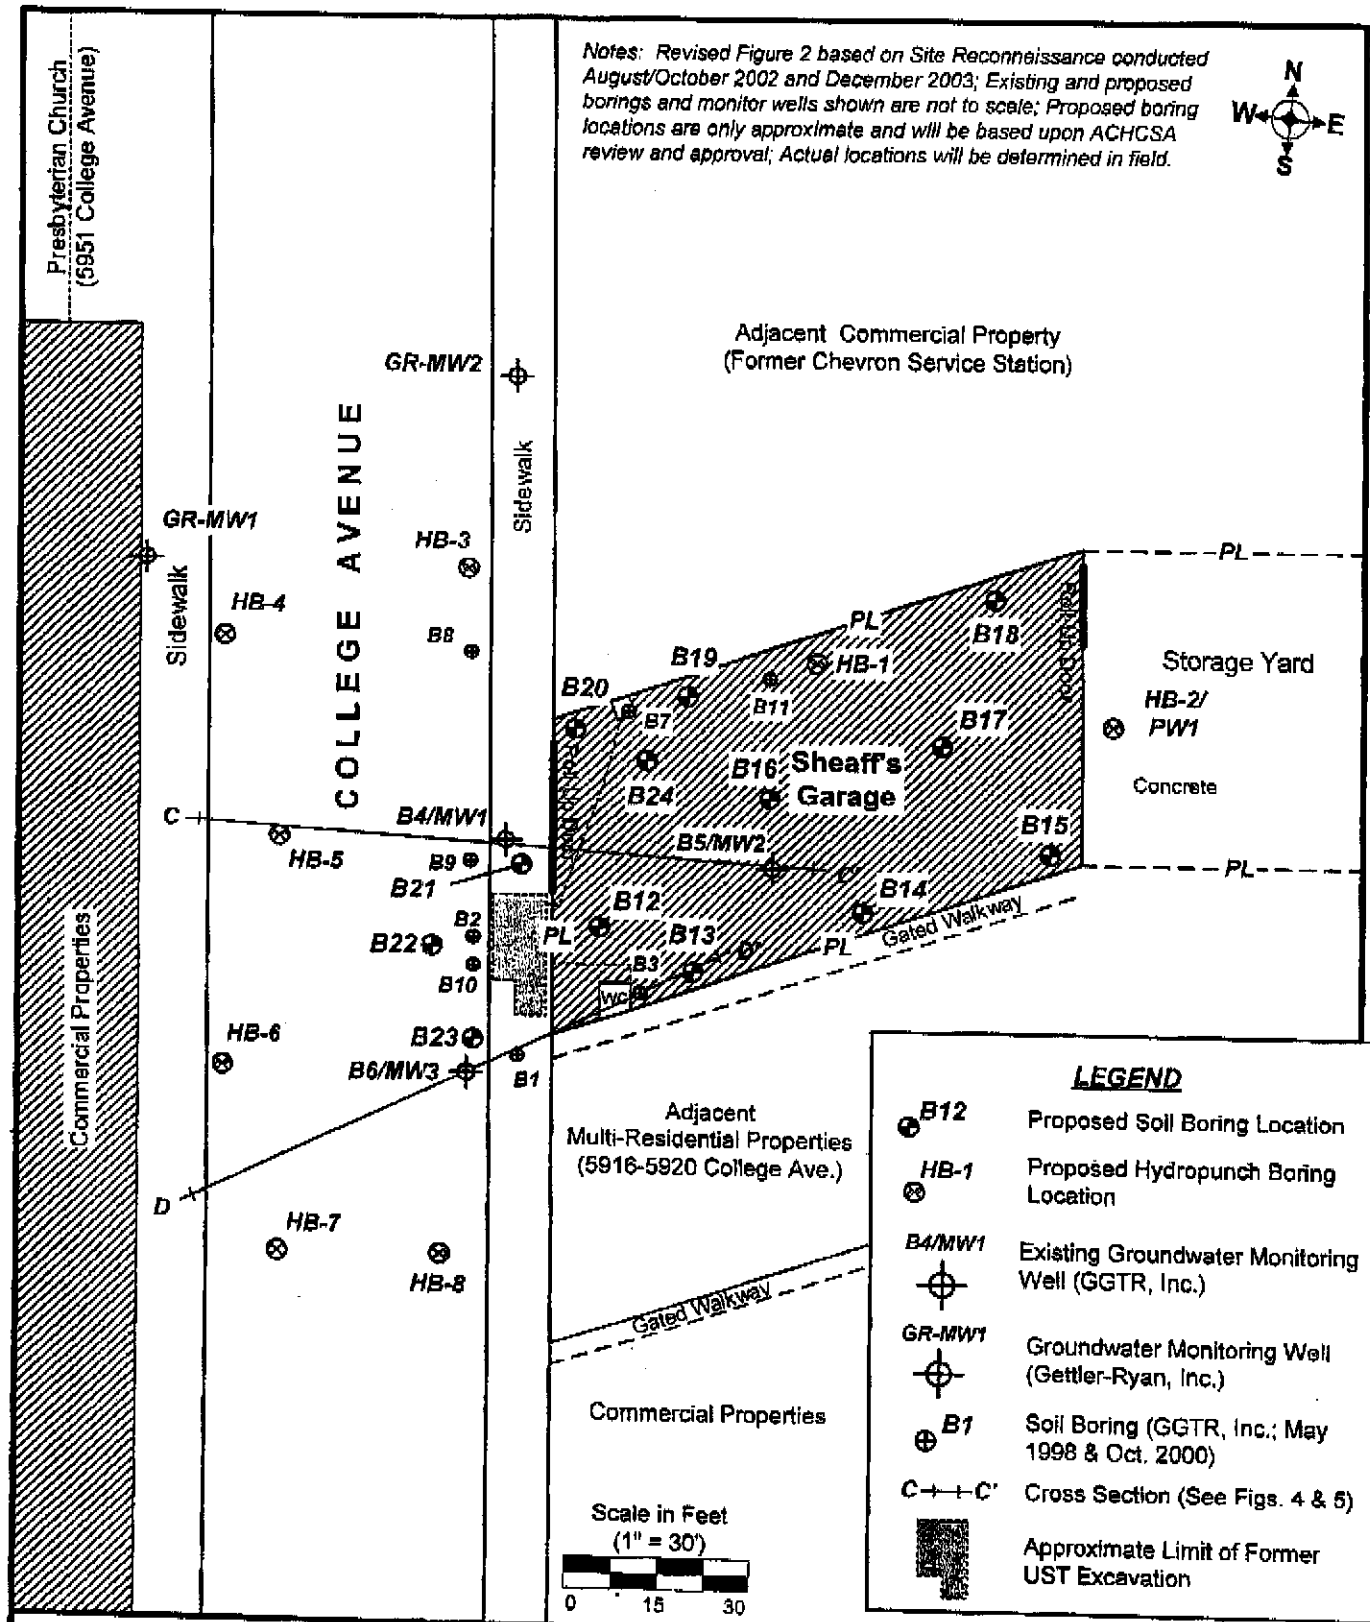 Notes: Revised Figure 2 based on Site Reconneissance conducted
August/October 2002 and December 2003; Existing and proposed
borings and monitor wells shown are not to scale; Proposed boring
locations are only approximate and will be based upon ACHCSA
review and approval; Actual locations will be determined in field.
N
W
E
S
Presbyterian Church
(5951 College Avenue)
Adjacent Commercial Property
(Former Chevron Service Station)
GR-MW2
Sidewalk
COLLEGE AVENUE
GR-MW1
Sidewalk
HB-3
HB-4
B8
PL
PL
B18
Roll-Up Door
Storage Yard
HB-1
B19
B11
B20
B7
HB-2/
PW1
B17
B16
Sheaff's
Garage
B24
Roll-Up Door
Concrete
C
HB-5
B4/MW1
B9
B21
B5/MW2
C'
B15
PL
B14
Gated Walkway
PL
B12
B13
D'
PL
B3
WC
B2
B22
B10
B23
B6/MW3
B1
HB-6
Commercial Properties
Adjacent
Multi-Residential Properties
(5916-5920 College Ave.)
D
HB-7
HB-8
Gated Walkway
Commercial Properties
Scale in Feet
(1" = 30')
0 15 30
LEGEND
B12 Proposed Soil Boring Location
HB-1 Proposed Hydropunch Boring
Location
B4/MW1 Existing Groundwater Monitoring
Well (GGTR, Inc.)
GR-MW1 Groundwater Monitoring Well
(Gettler-Ryan, Inc.)
B1 Soil Boring (GGTR, Inc.; May
1998 & Oct. 2000)
C C' Cross Section (See Figs. 4 & 5)
Approximate Limit of Former
UST Excavation